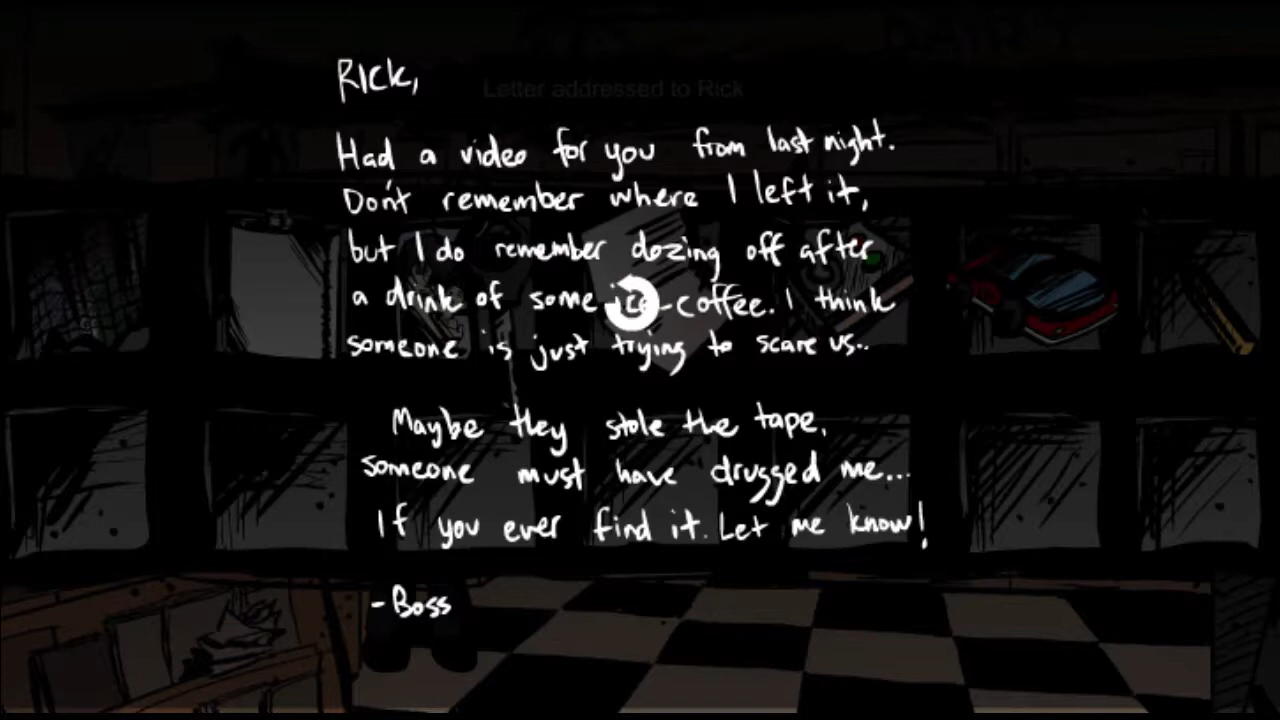 Letter addressed to Rick
Rick,
Had a video for you from last night.
Don't remember where I left it,
but I do remember dozing off after
a drink of some ice-coffee. I think
someone is just trying to scare us..
Maybe they stole the tape,
someone must have drugged me...
If you ever find it. Let me know!
-Boss